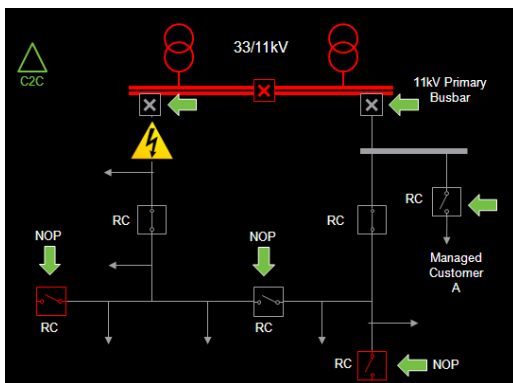 33/11kV
C2C
11kV Primary
Busbar
RC
RC
RC
NOP
NOP
Managed
Customer
A
RC
RC
RC
NOP